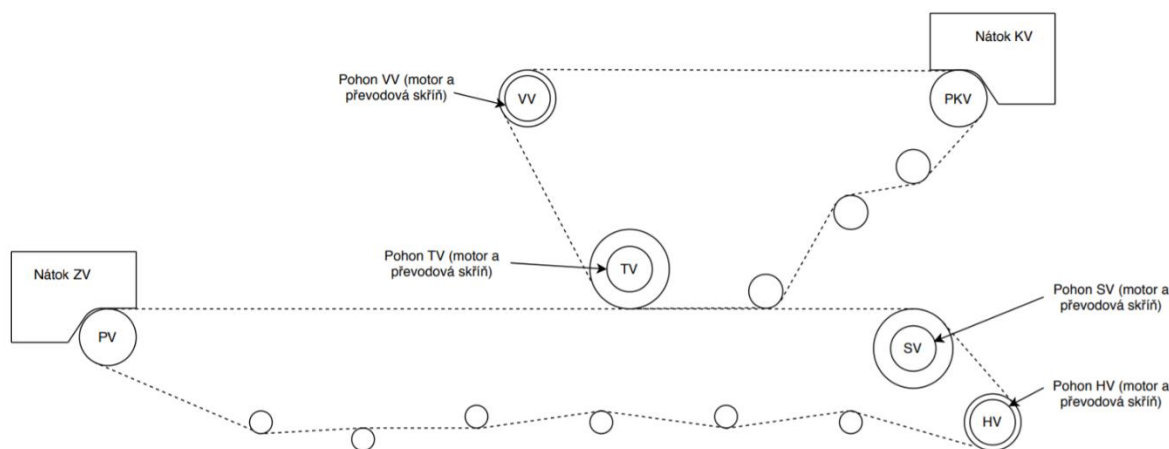 Nátok KV
Pohon VV (motor a
převodová skříň)
VV
PKV
Pohon TV (motor a
převodová skříň)
TV
Nátok ZV
PV
Pohon SV (motor a
převodová skříň)
SV
Pohon HV (motor a
převodová skříň)
HV